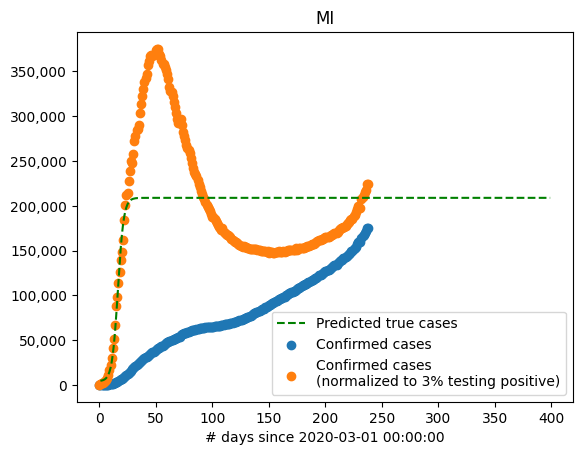 MI
350,000
300,000
250,000
200,000
150,000
100,000
50,000
0
Predicted true cases
Confirmed cases
Confirmed cases
(normalized to 3% testing positive)
0 50 100 150 200 250 300 350 400
# days since 2020-03-01 00:00:00